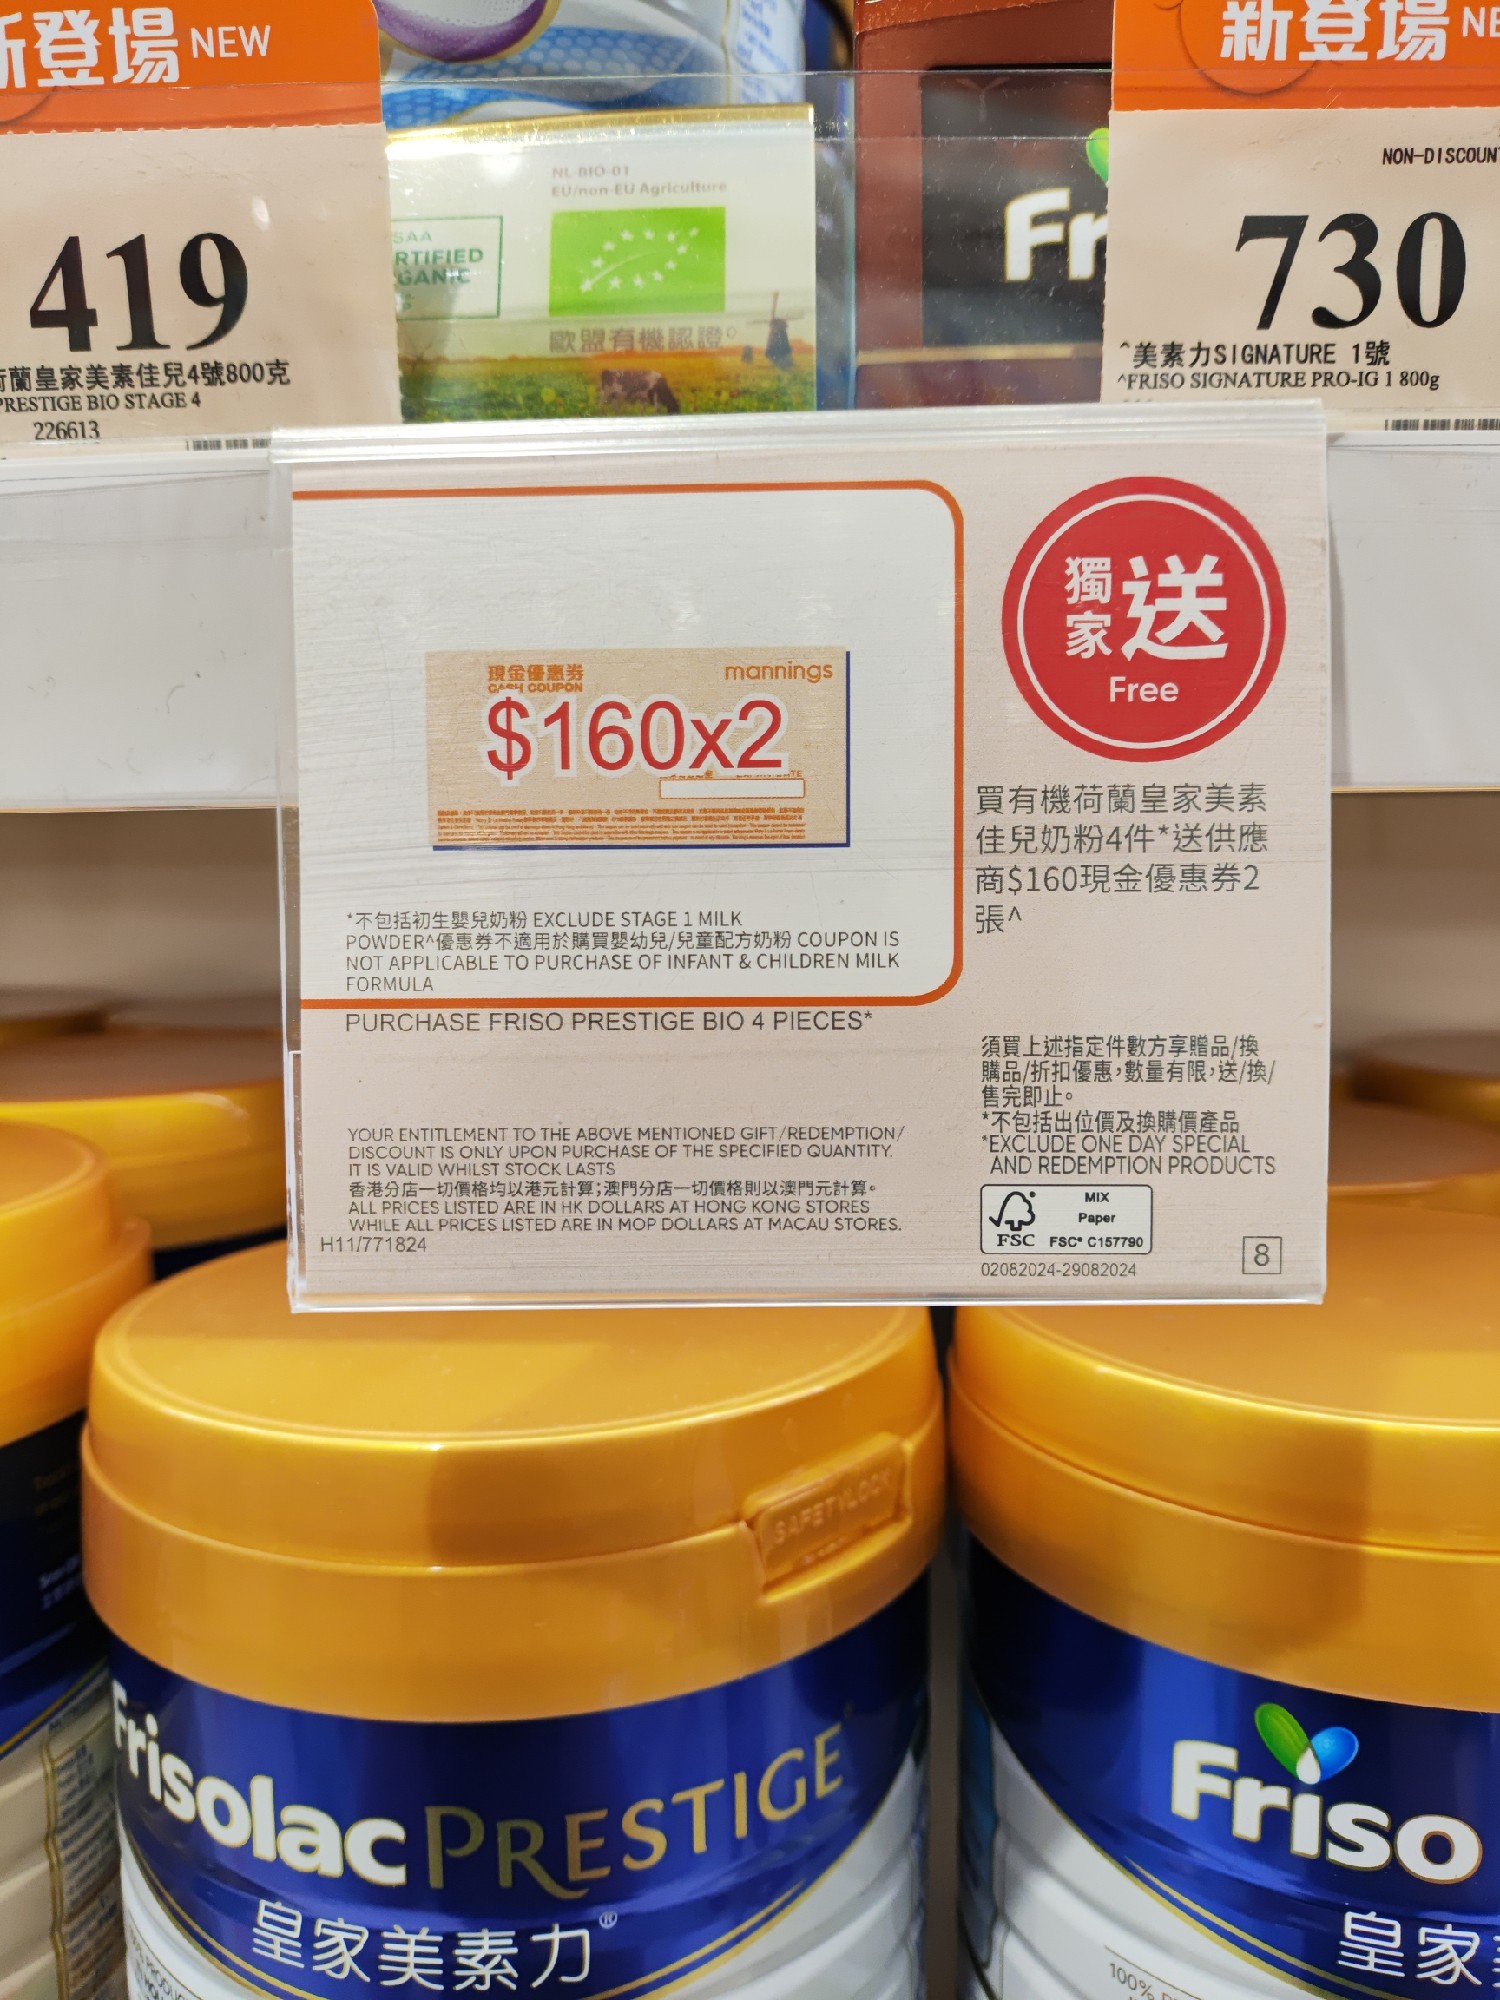 新登場 NEW
419
蘭皇家美素佳兒4號800克
PRESTIGE BIO STAGE 4
226613
NL-BIO-01
EU/non-EU Agriculture
歐盟有機認證
Fr
新登場 NE
NON-DISCOUNT
730
^美素力SIGNATURE 1號
^FRISO SIGNATURE PRO-IG 1 800g
現金優惠券
CASH COUPON
mannings
$160x2
獨家送
Free
買有機荷蘭皇家美素
佳兒奶粉4件*送供應
商$160現金優惠券2
張^
*不包括初生嬰兒奶粉 EXCLUDE STAGE 1 MILK
POWDER^優惠券不適用於購買嬰幼兒/兒童配方奶粉 COUPON IS
NOT APPLICABLE TO PURCHASE OF INFANT & CHILDREN MILK
FORMULA
PURCHASE FRISO PRESTIGE BIO 4 PIECES*
須買上述指定件數方享贈品/換
購品/折扣優惠,數量有限,送/換/
售完即止。
*不包括出位價及換購價產品
*EXCLUDE ONE DAY SPECIAL
AND REDEMPTION PRODUCTS
YOUR ENTITLEMENT TO THE ABOVE MENTIONED GIFT/REDEMPTION/
DISCOUNT IS ONLY UPON PURCHASE OF THE SPECIFIED QUANTITY.
IT IS VALID WHILST STOCK LASTS
香港分店一切價格均以港元計算;澳門分店一切價格則以澳門元計算。
ALL PRICES LISTED ARE IN HK DOLLARS AT HONG KONG STORES
WHILE ALL PRICES LISTED ARE IN MOP DOLLARS AT MACAU STORES.
H11/771824
MIX
Paper
FSC FSC® C157790
02082024-29082024
8
SAFETY LOCK
Frisolac PRESTIGE
皇家美素力®
Friso
皇家
100%